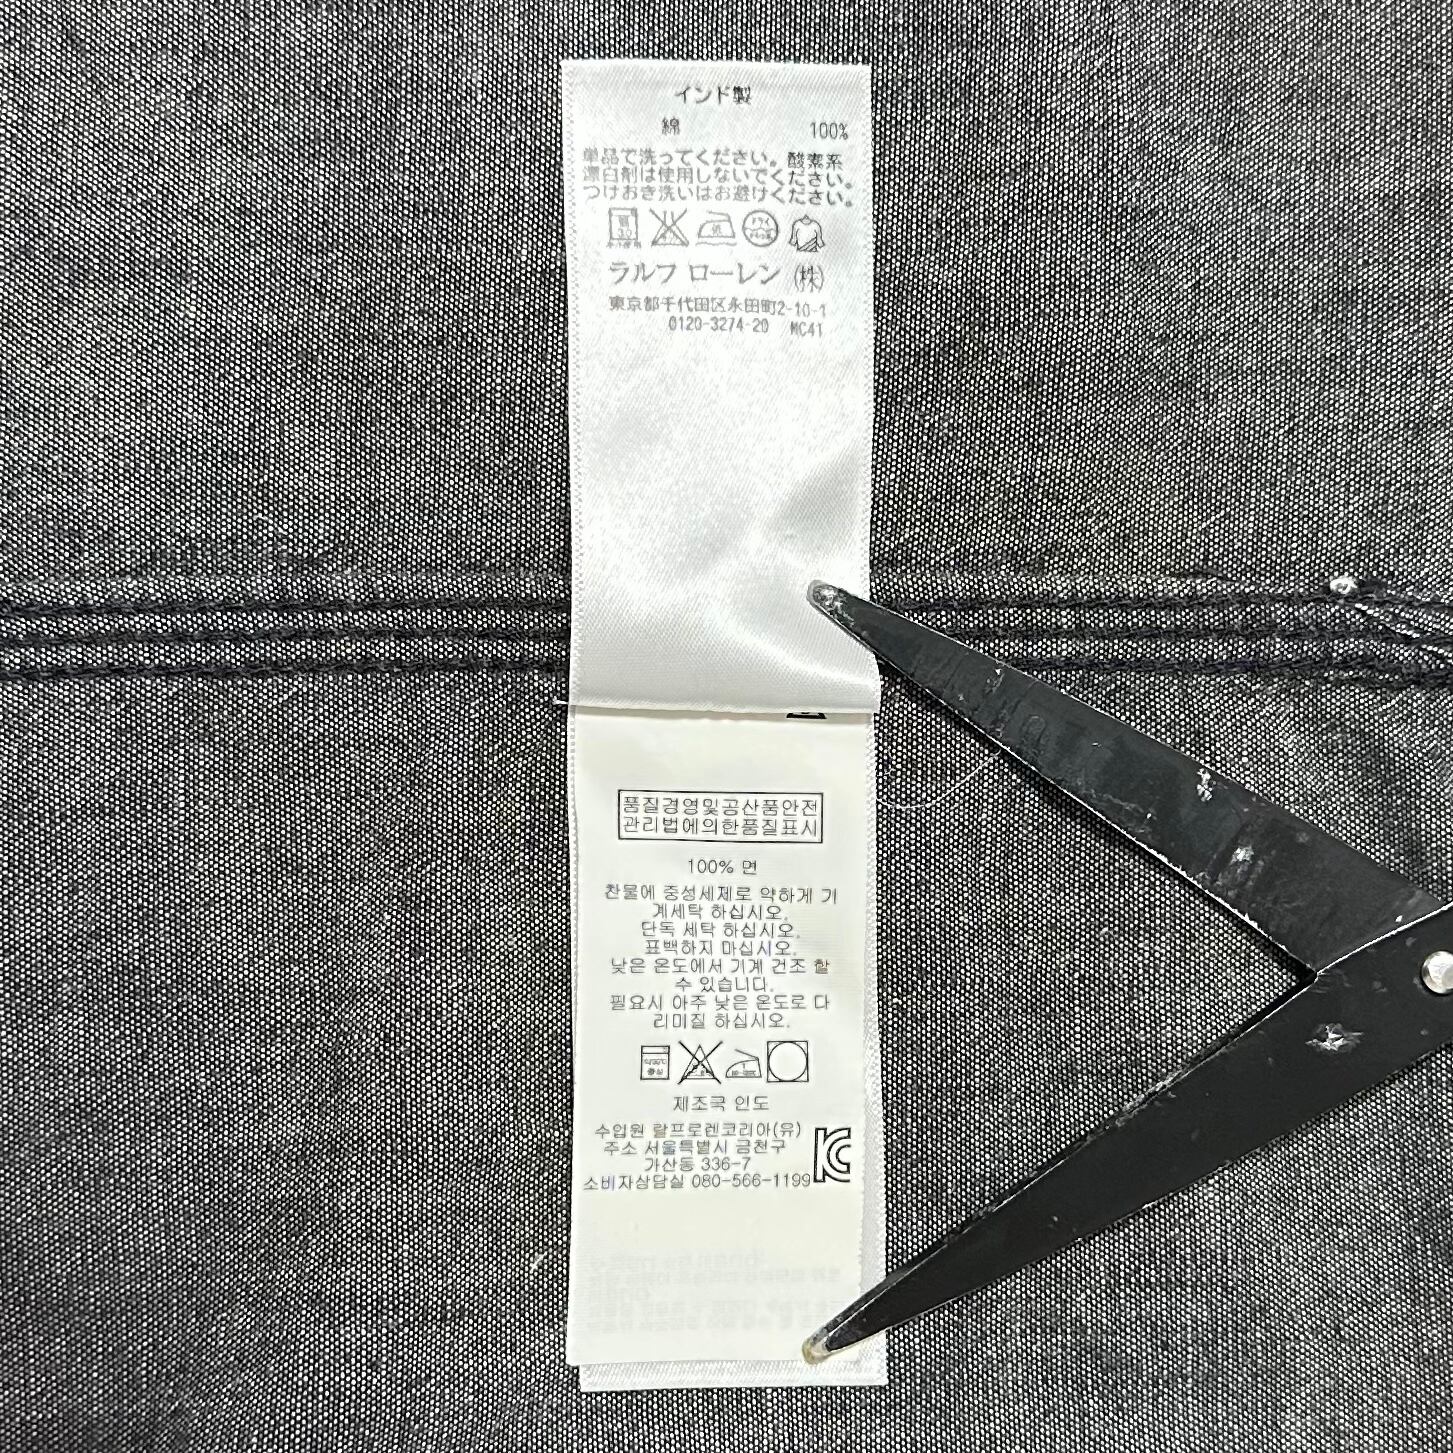 インド製
綿 100%
単品で洗ってください。酸素系
漂白剤は使用しないでください。
つけおき洗いはお避けください。
ラルフ ローレン (株)
東京都千代田区永田町2-10-1
0120-3274-20 MC41
품질경영및공산품안전
관리법에의한품질표시
100% 면
찬물에 중성세제로 약하게 기
계세탁 하십시오.
단독 세탁 하십시오.
표백하지 마십시오.
낮은 온도에서 기계 건조 할
수 있습니다.
필요시 아주 낮은 온도로 다
리미질 하십시오.
제조국 인도
수입원 랄프로렌코리아(유)
주소 서울특별시 금천구
가산동 336-7
소비자상담실 080-566-1199